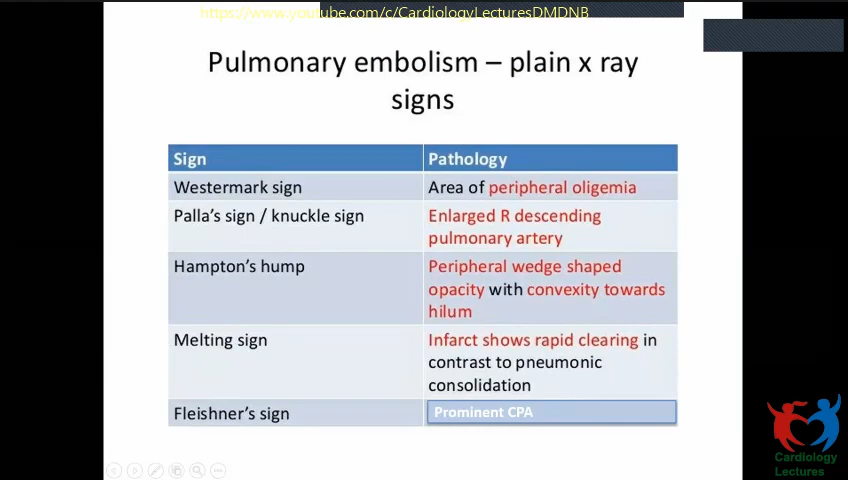 https://www.youtube.com/c/CardiologyLecturesDMDNB
Pulmonary embolism – plain x ray
signs
Sign Pathology
Westermark sign Area of peripheral oligemia
Palla's sign / knuckle sign Enlarged R descending
pulmonary artery
Hampton's hump Peripheral wedge shaped
opacity with convexity towards
hilum
Melting sign Infarct shows rapid clearing in
contrast to pneumonic
consolidation
Fleishner's sign Prominent CPA
Cardiology
Lectures